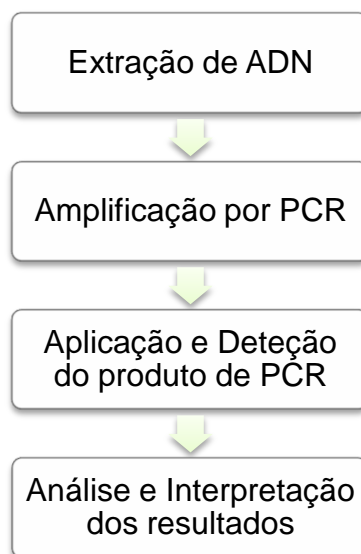 Extração de ADN
Amplificação por PCR
Aplicação e Deteção
do produto de PCR
Análise e Interpretação
dos resultados